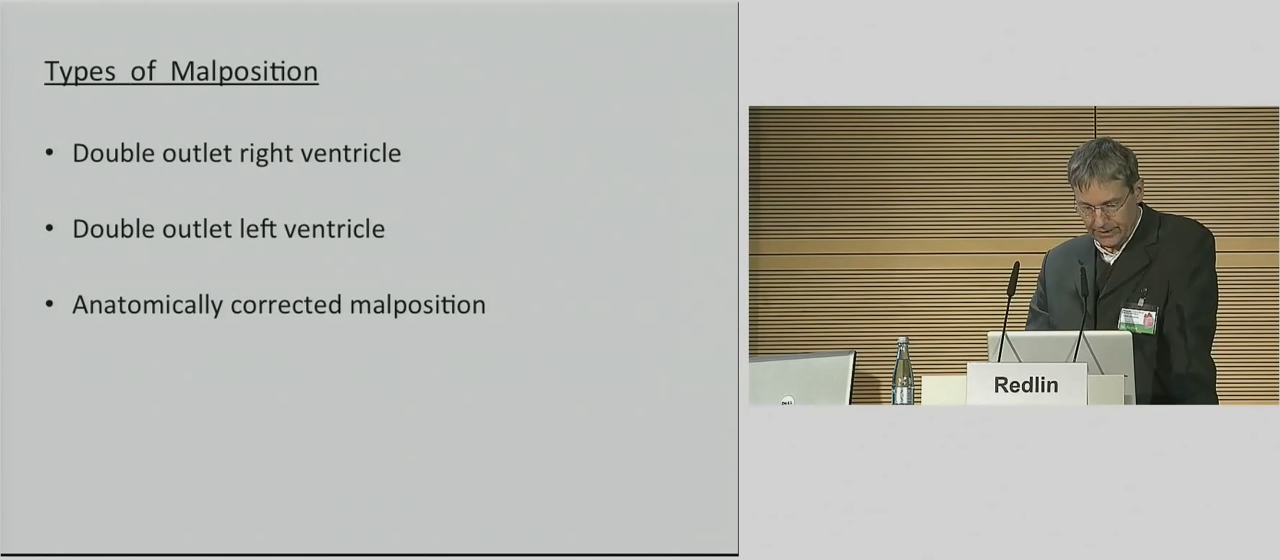 Types of Malposition
• Double outlet right ventricle
• Double outlet left ventricle
• Anatomically corrected malposition
Redlin